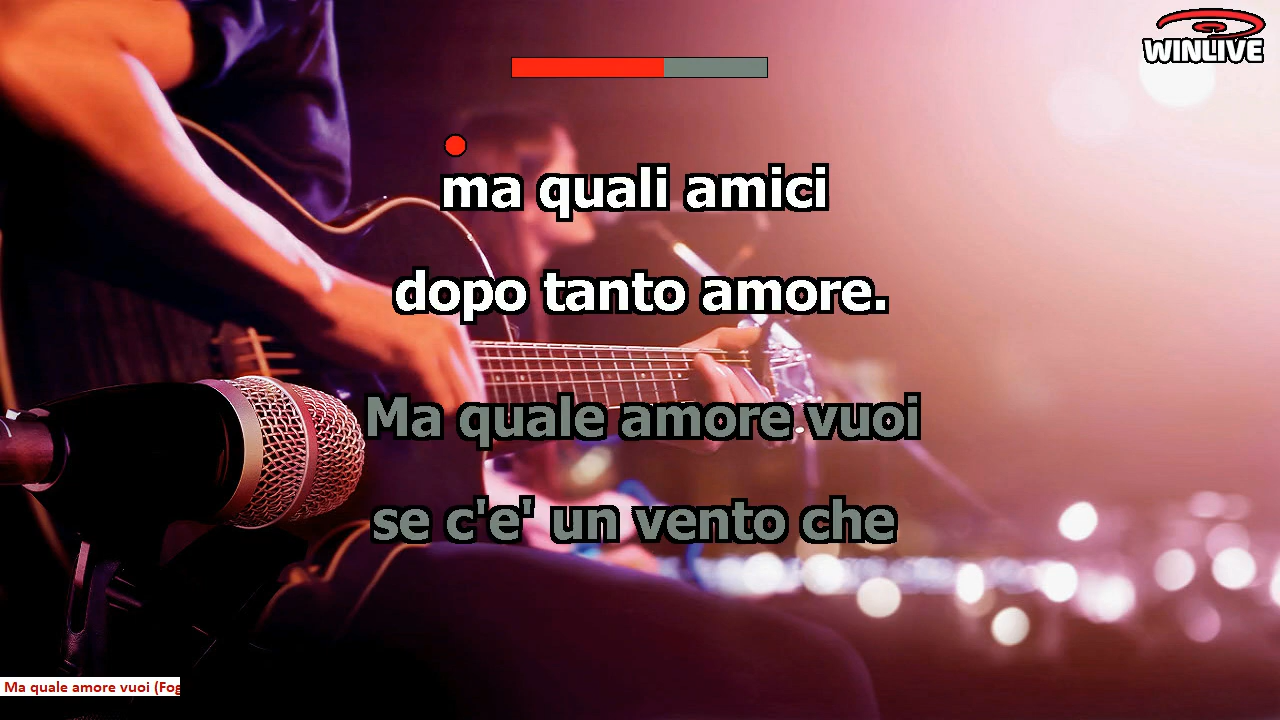 WINLIVE
ma quali amici
dopo tanto amore.
Ma quale amore vuoi
se c'e' un vento che
Ma quale amore vuoi (Fog